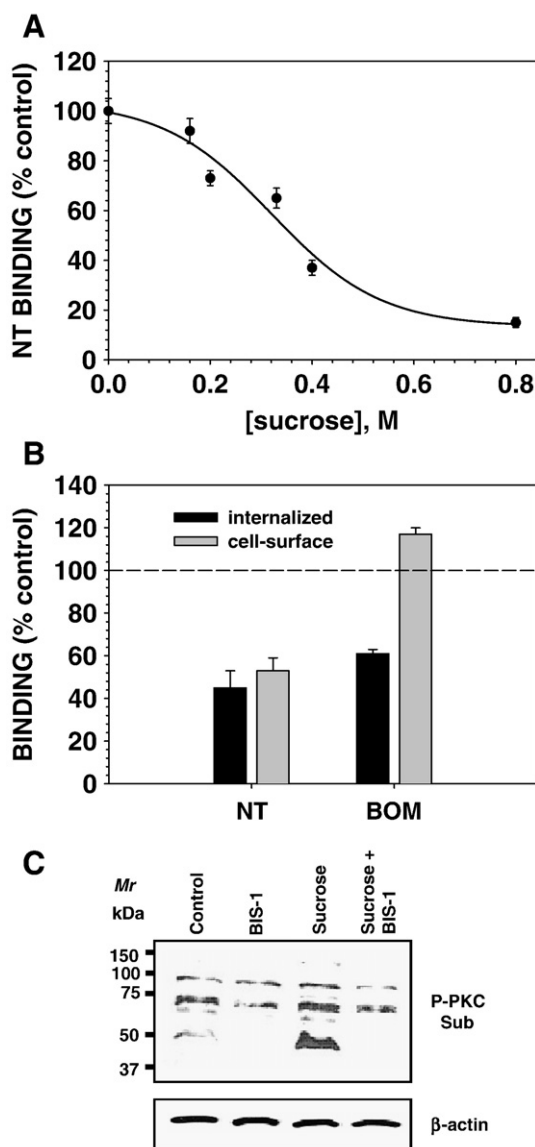 A
NT BINDING (% control)
120
100
80
60
40
20
0
0.0 0.2 0.4 0.6 0.8
[sucrose], M
B
BINDING (% control)
140
120
100
80
60
40
20
0
internalized
cell-surface
NT BOM
C
Mr
kDa
Control
BIS-1
Sucrose
Sucrose +
BIS-1
150
100
75
50
37
P-PKC
Sub
β-actin